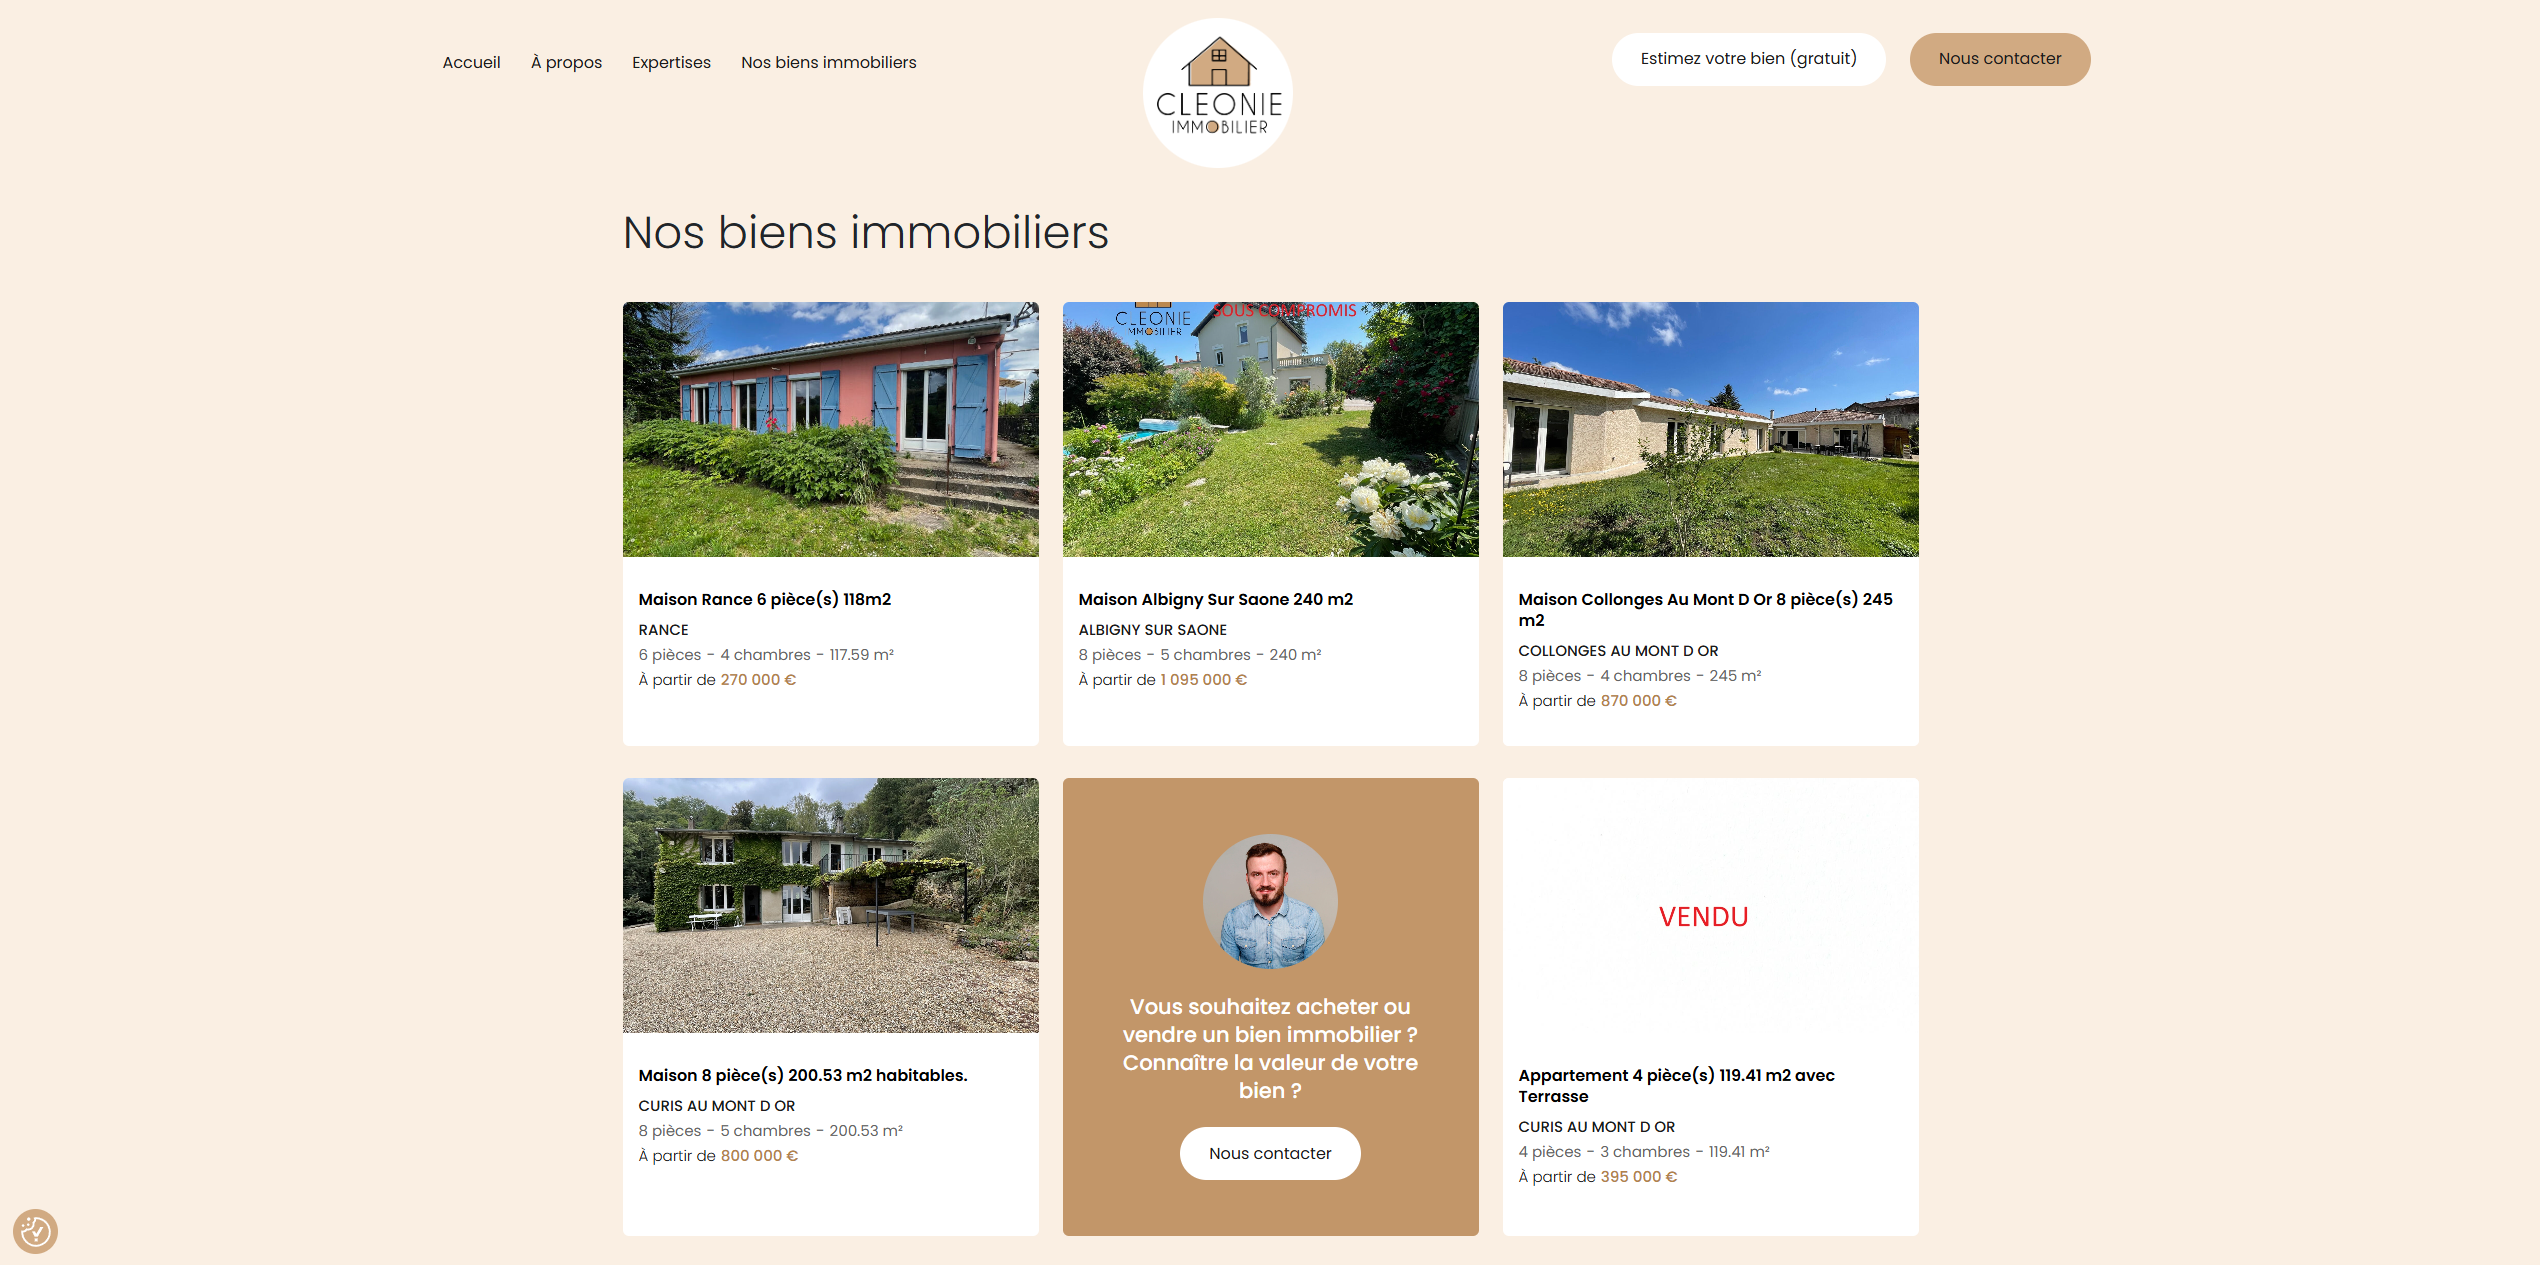 Accueil
À propos
Expertises
Nos biens immobiliers
CLEONIE
IMMOBILIER
Estimez votre bien (gratuit)
Nous contacter
Nos biens immobiliers
Maison Rance 6 pièce(s) 118m2
RANCE
6 pièces - 4 chambres - 117.59 m²
À partir de 270 000 €
CLEONIE
IMMOBILIER
SOUS COMPROMIS
Maison Albigny Sur Saone 240 m2
ALBIGNY SUR SAONE
8 pièces - 5 chambres - 240 m²
À partir de 1 095 000 €
Maison Collonges Au Mont D Or 8 pièce(s) 245
m2
COLLONGES AU MONT D OR
8 pièces - 4 chambres - 245 m²
À partir de 870 000 €
Maison 8 pièce(s) 200.53 m2 habitables.
CURIS AU MONT D OR
8 pièces - 5 chambres - 200.53 m²
À partir de 800 000 €
Vous souhaitez acheter ou
vendre un bien immobilier ?
Connaître la valeur de votre
bien ?
Nous contacter
VENDU
Appartement 4 pièce(s) 119.41 m2 avec
Terrasse
CURIS AU MONT D OR
4 pièces - 3 chambres - 119.41 m²
À partir de 395 000 €